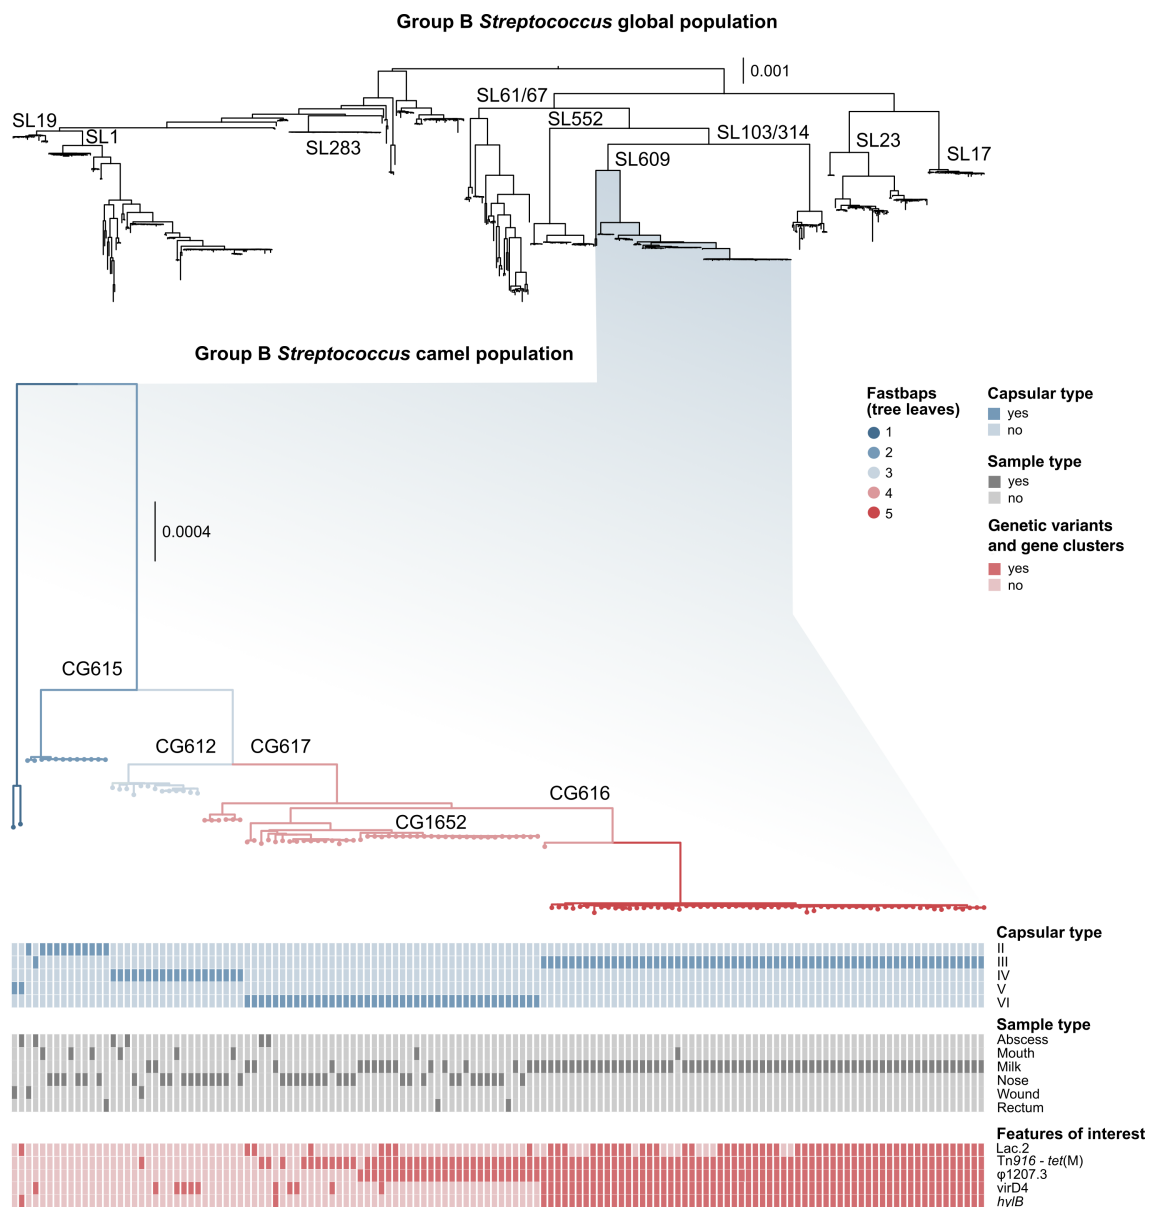 Group B Streptococcus global population
0.001
SL61/67
SL19
SL552
SL1
SL103/314
SL283
SL23
SL17
SL609
Group B Streptococcus camel population
Fastbaps
(tree leaves)
1
2
3
4
5
Capsular type
yes
no
Sample type
yes
no
Genetic variants
and gene clusters
yes
no
0.0004
CG615
CG612
CG617
CG616
CG1652
Capsular type
II
III
IV
V
VI
Sample type
Abscess
Mouth
Milk
Nose
Wound
Rectum
Features of interest
Lac.2
Tn916 - tet(M)
φ1207.3
virD4
hylB